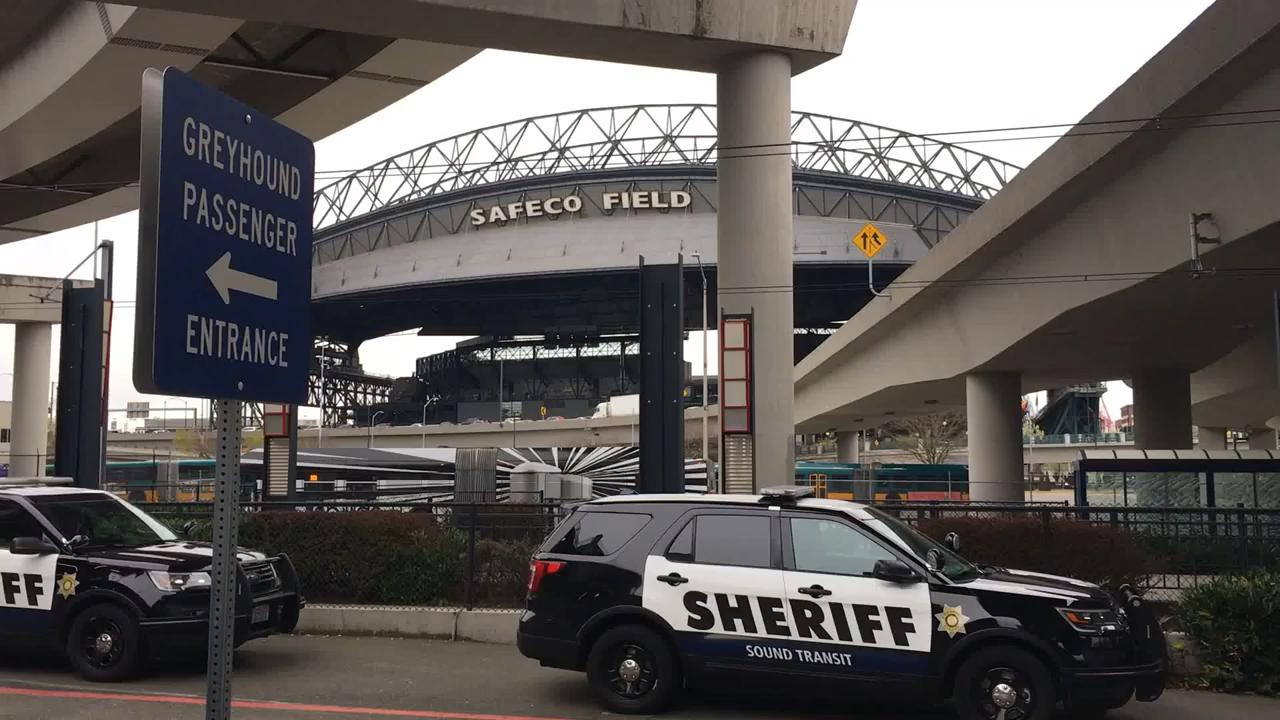 GREYHOUND
PASSENGER
ENTRANCE
SAFECO FIELD
FF
SHERIFF
SOUND TRANSIT